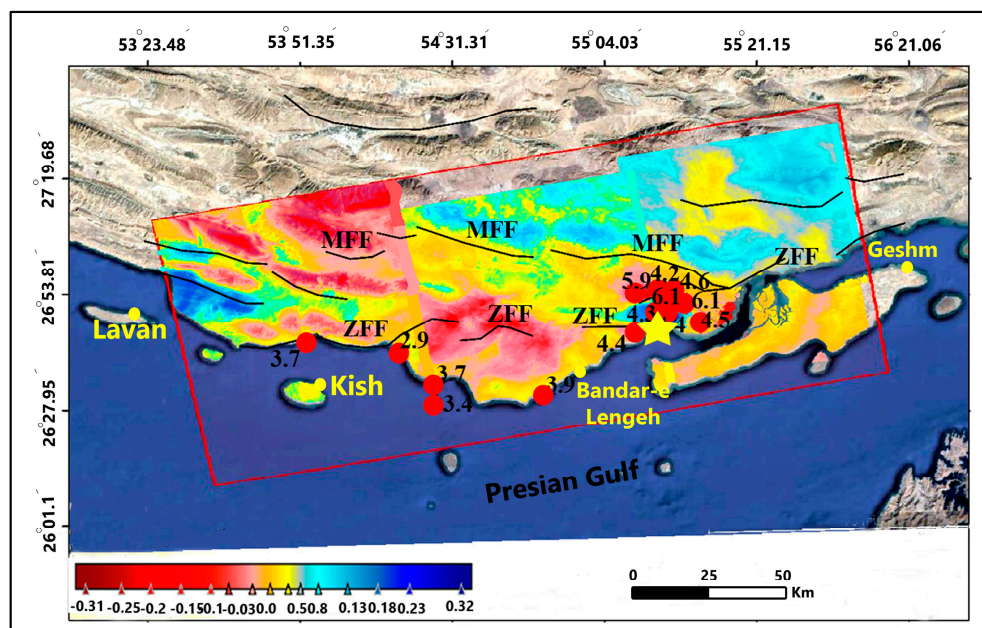 53° 23.48′ 53° 51.35′ 54° 31.31′ 55° 04.03′ 55° 21.15′ 56° 21.06′
27° 19.68′
26° 53.81′
26° 27.95′
26° 01.1′
MFF MFF MFF ZFF Geshm
5.9 4.2 4.6
6.1 6.1
Lavan ZFF ZFF ZFF 4.5
2.9 4.4
3.7
Kish 3.7 3.9 Bandar-e
3.4 Lengeh
Presian Gulf
-0.31 -0.25 -0.2 -0.15 -0.1 -0.03 0.0 0.50.8 0.13 0.18 0.23 0.32
0 25 50
Km